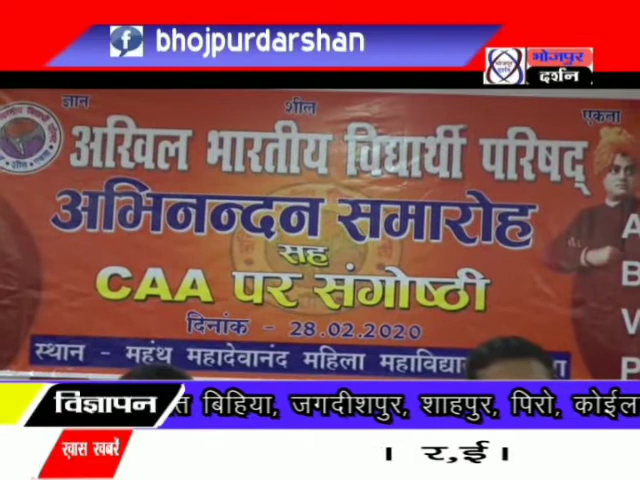 bhojpurdarshan
भोजपुर
दर्शन
ज्ञान शील एकता
अखिल भारतीय विद्यार्थी परिषद्
अभिनन्दन समारोह
सह
CAA पर संगोष्ठी
दिनांक - 28.02.2020
स्थान - महंथ महादेवानंद महिला
A
B
V
P
विज्ञापन
बिहिया, जगदीशपुर, शाहपुर, पिरो, कोईल
ख़ास खबरें
। र,ई।